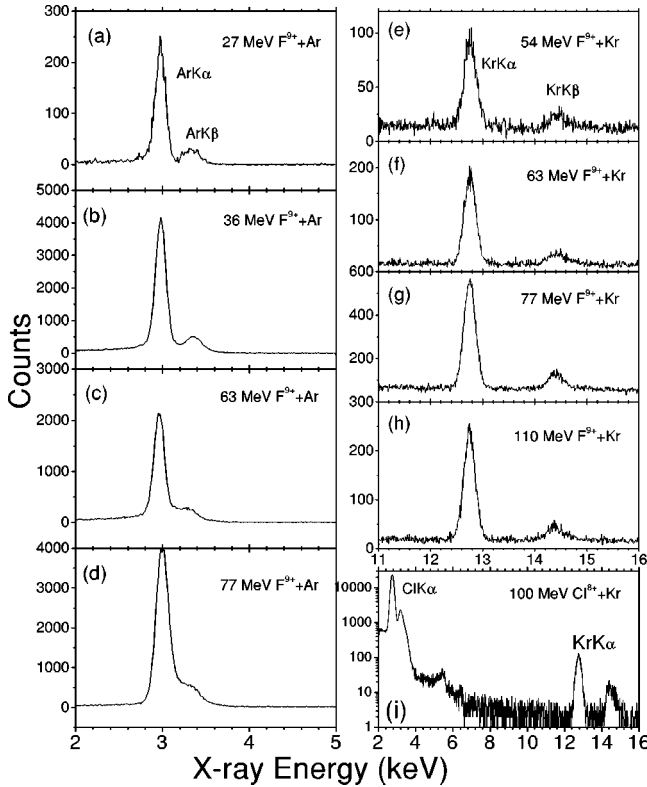 300
(a)
27 MeV F9++Ar
200
ArKα
100
ArKβ
0
5000
(b)
36 MeV F9++Ar
4000
3000
2000
1000
0
3000
(c)
63 MeV F9++Ar
2000
1000
0
4000
(d)
77 MeV F9++Ar
3000
2000
1000
0
2 3 4 5
Counts
100
(e)
54 MeV F9++Kr
KrKα
50
KrKβ
0
200
(f)
63 MeV F9++Kr
100
600
(g)
77 MeV F9++Kr
400
200
300
(h)
110 MeV F9++Kr
200
100
0
11 12 13 14 15 16
10000
ClKα
100 MeV Cl8++Kr
1000
KrKα
100
10
(i)
1
2 4 6 8 10 12 14 16
X-ray Energy (keV)